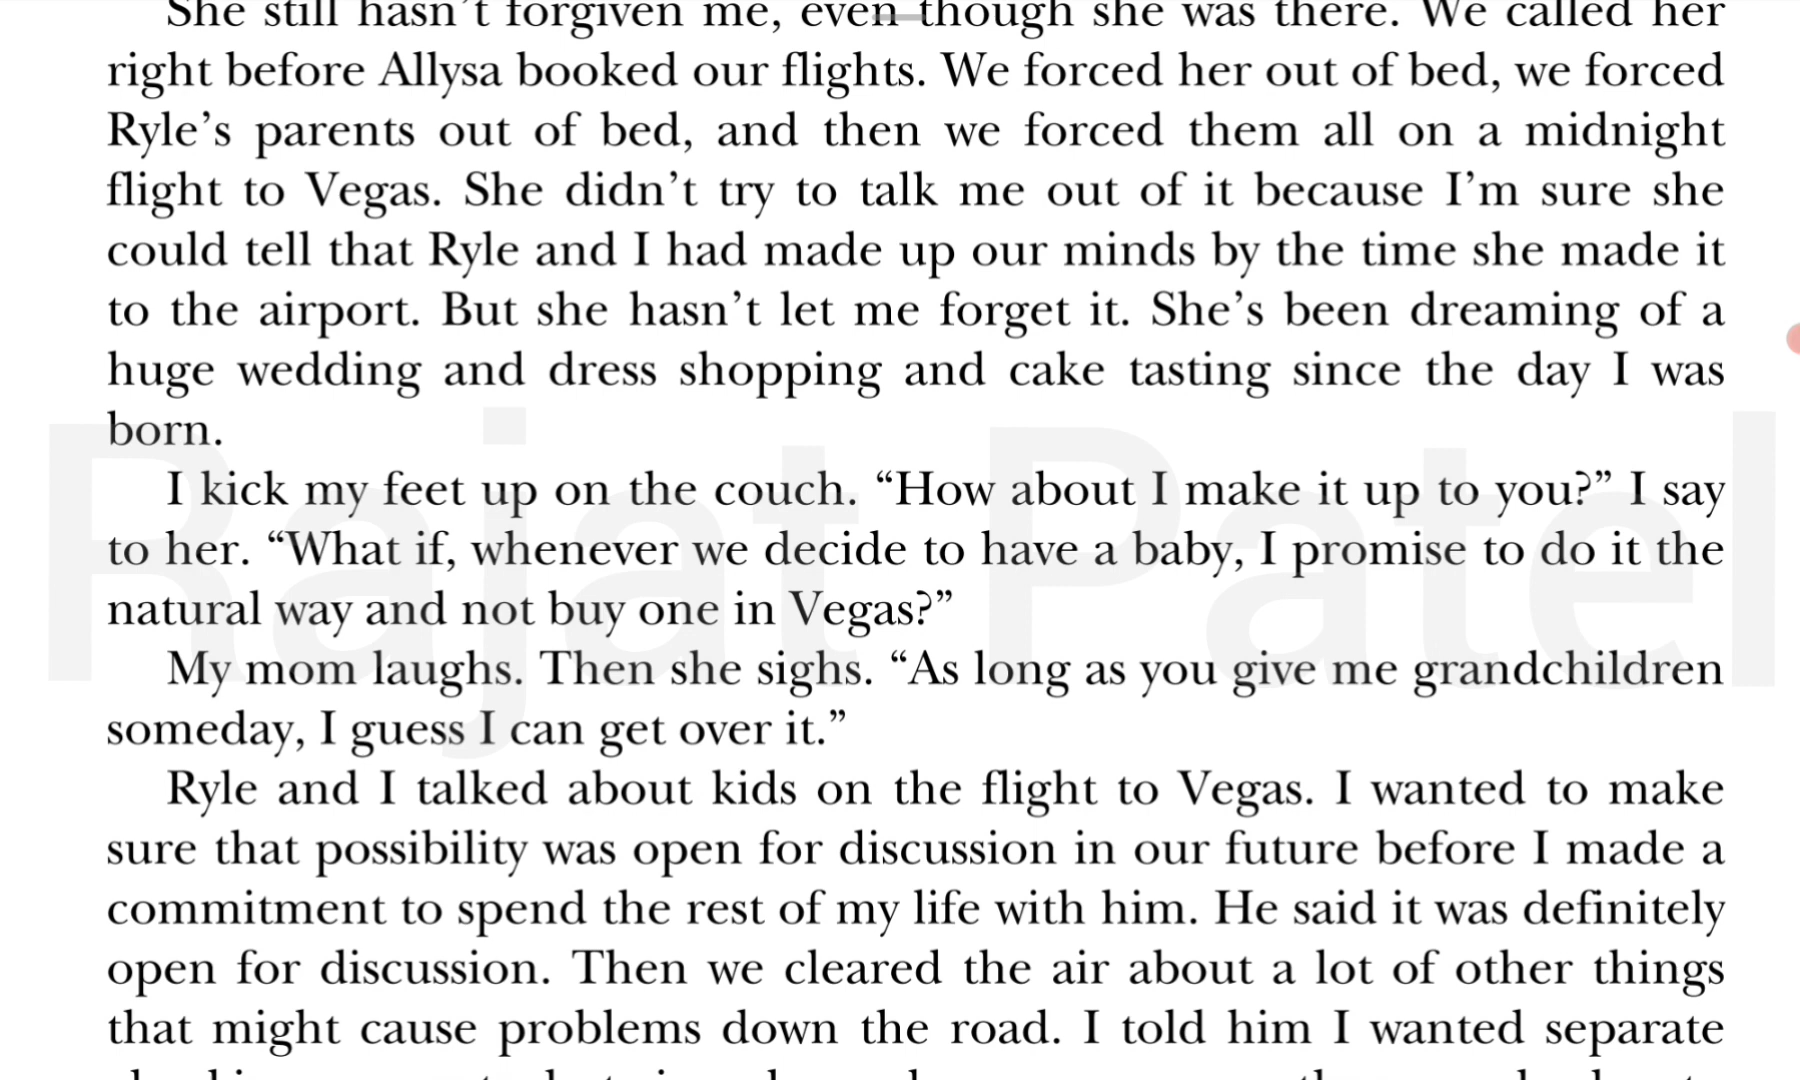 She still hasn’t forgiven me, even though she was there. We called her
right before Allysa booked our flights. We forced her out of bed, we forced
Ryle’s parents out of bed, and then we forced them all on a midnight
flight to Vegas. She didn’t try to talk me out of it because I’m sure she
could tell that Ryle and I had made up our minds by the time she made it
to the airport. But she hasn’t let me forget it. She’s been dreaming of a
huge wedding and dress shopping and cake tasting since the day I was
born.
I kick my feet up on the couch. “How about I make it up to you?” I say
to her. “What if, whenever we decide to have a baby, I promise to do it the
natural way and not buy one in Vegas?”
My mom laughs. Then she sighs. “As long as you give me grandchildren
someday, I guess I can get over it.”
Rajat Patel
Ryle and I talked about kids on the flight to Vegas. I wanted to make
sure that possibility was open for discussion in our future before I made a
commitment to spend the rest of my life with him. He said it was definitely
open for discussion. Then we cleared the air about a lot of other things
that might cause problems down the road. I told him I wanted separate